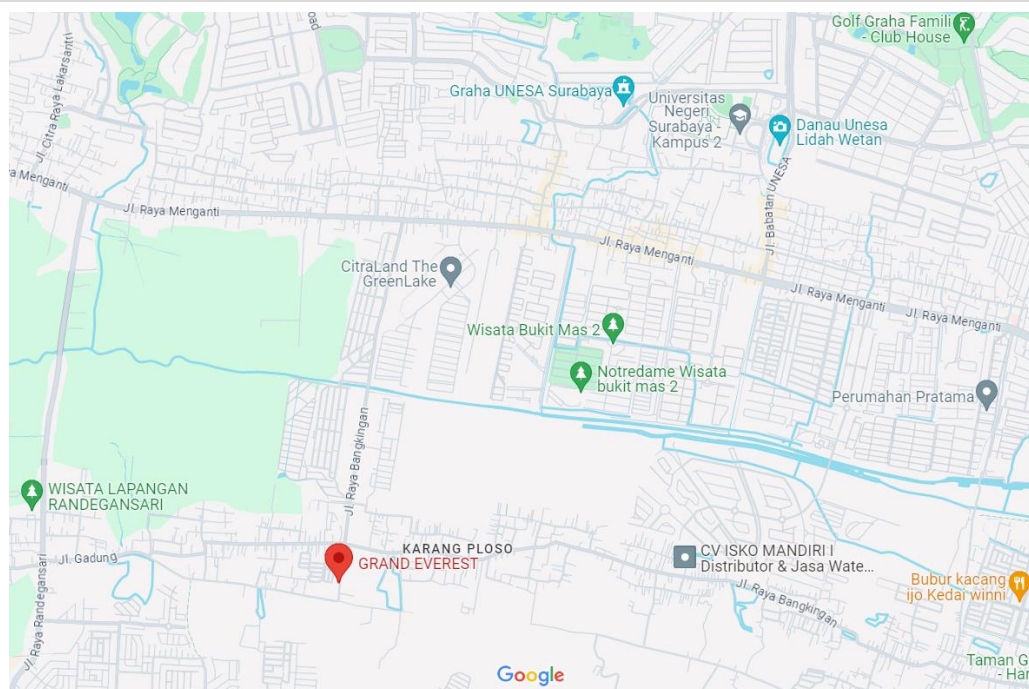 Golf Graha Famili
- Club House
Jl. Citra Raya Lakarsantri
Graha UNESA Surabaya
Universitas
Negeri
Surabaya -
Kampus 2
Danau Unesa
Lidah Wetan
a Menganti
Jl. Raya Menganti
Jl. Babatan UNESA
Jl. Raya Menganti
CitraLand The
GreenLake
Jl. Raya Menganti
Wisata Bukit Mas 2
Notredame Wisata
bukit mas 2
Perumahan Pratama
Jl. Raya Bangkingan
WISATA LAPANGAN
RANDEGANSARI
Jl. Gadung
KARANG PLOSO
GRAND EVEREST
CV ISKO MANDIRI I
Distributor & Jasa Wate...
Jl. Raya Bangkingan
Bubur kacang
ijo Kedai winni
Jl. Raya Randegansari
Taman G
- Har
Google